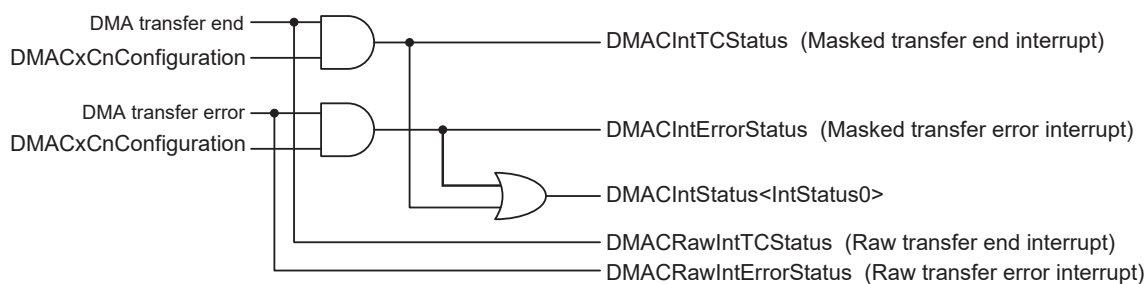 DMA transfer end
DMACxCnConfiguration
DMACIntTCStatus (Masked transfer end interrupt)
DMA transfer error
DMACxCnConfiguration
DMACIntErrorStatus (Masked transfer error interrupt)
DMACIntStatus<IntStatus0>
DMACRawIntTCStatus (Raw transfer end interrupt)
DMACRawIntErrorStatus (Raw transfer error interrupt)